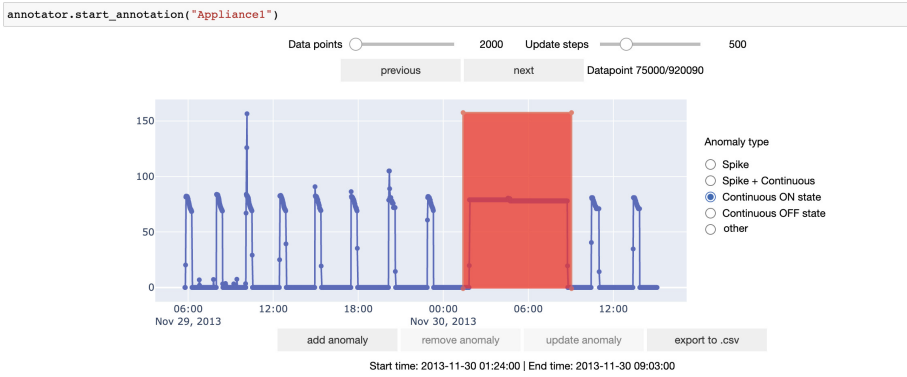 annotator.start_annotation("Appliance1")
Data points 2000 Update steps 500
previous next Datapoint 75000/920090
150
100
50
0
06:00 12:00 18:00 00:00 06:00 12:00
Nov 29, 2013 Nov 30, 2013
Anomaly type
Spike
Spike + Continuous
Continuous ON state
Continuous OFF state
other
add anomaly remove anomaly update anomaly export to .csv
Start time: 2013-11-30 01:24:00 | End time: 2013-11-30 09:03:00